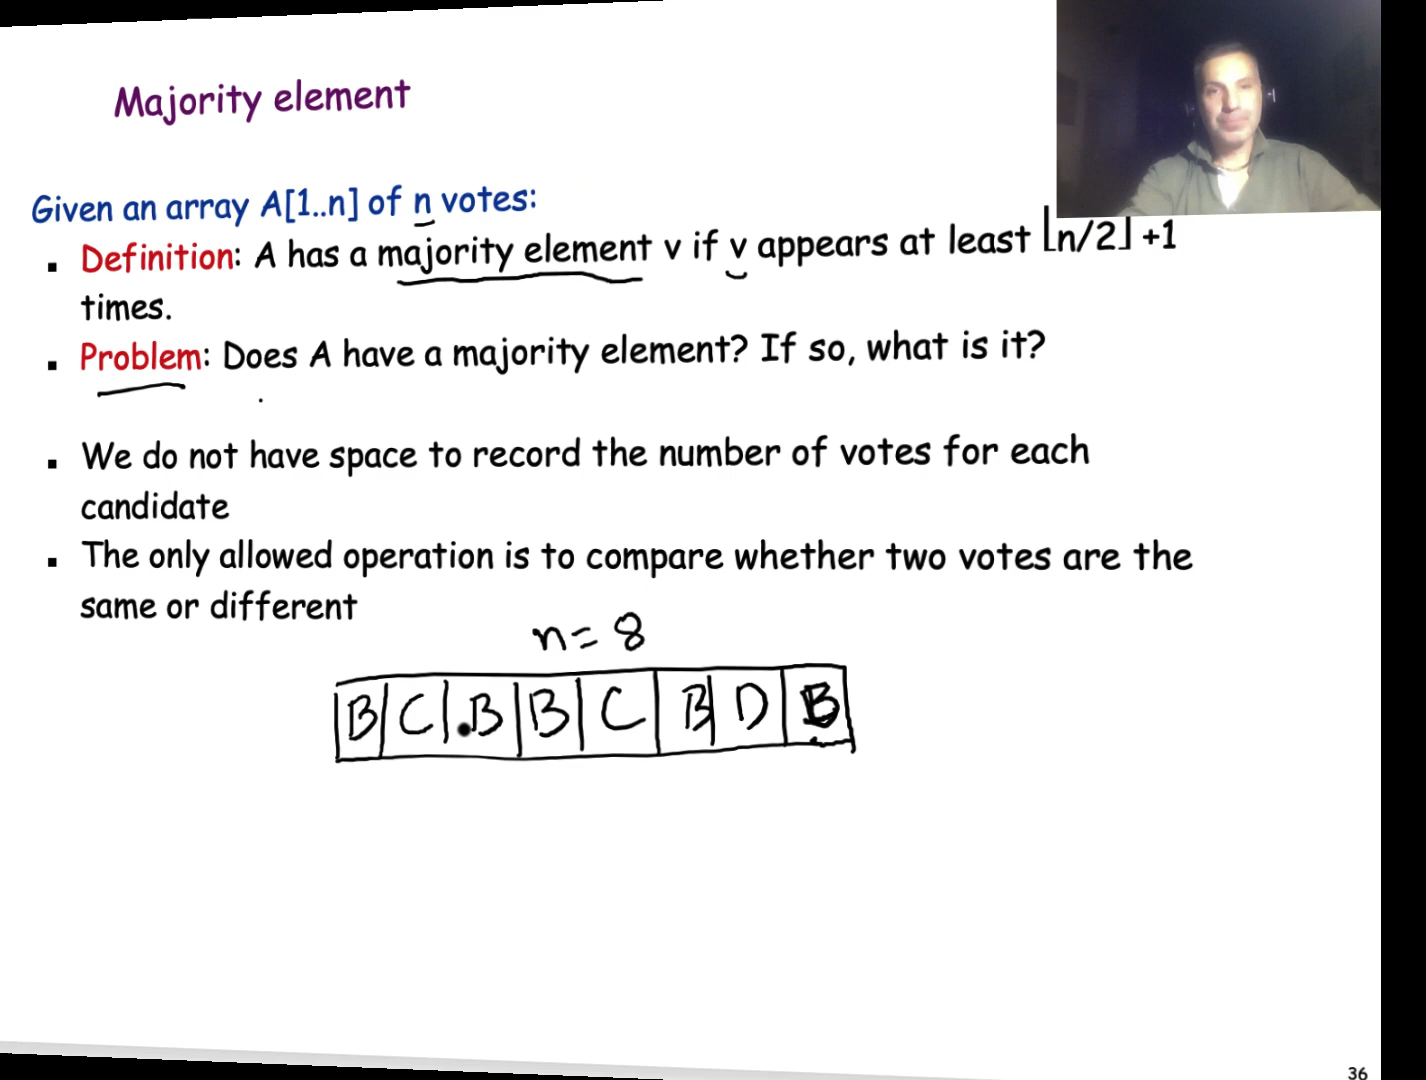 Majority element
Given an array A[1..n] of n votes:
▪ Definition: A has a majority element v if v appears at least ⌊n/2⌋ +1
times.
▪ Problem: Does A have a majority element? If so, what is it?
▪ We do not have space to record the number of votes for each
candidate
▪ The only allowed operation is to compare whether two votes are the
same or different
n= 8
B C B B C B D B
36